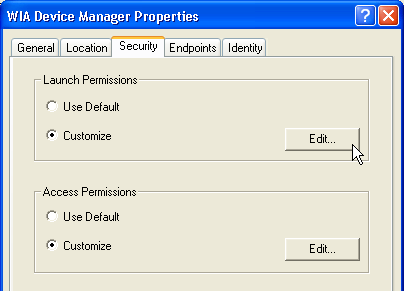 WIA Device Manager Properties
General Location Security Endpoints Identity
Launch Permissions
Use Default
Customize
Edit...
Access Permissions
Use Default
Customize
Edit...